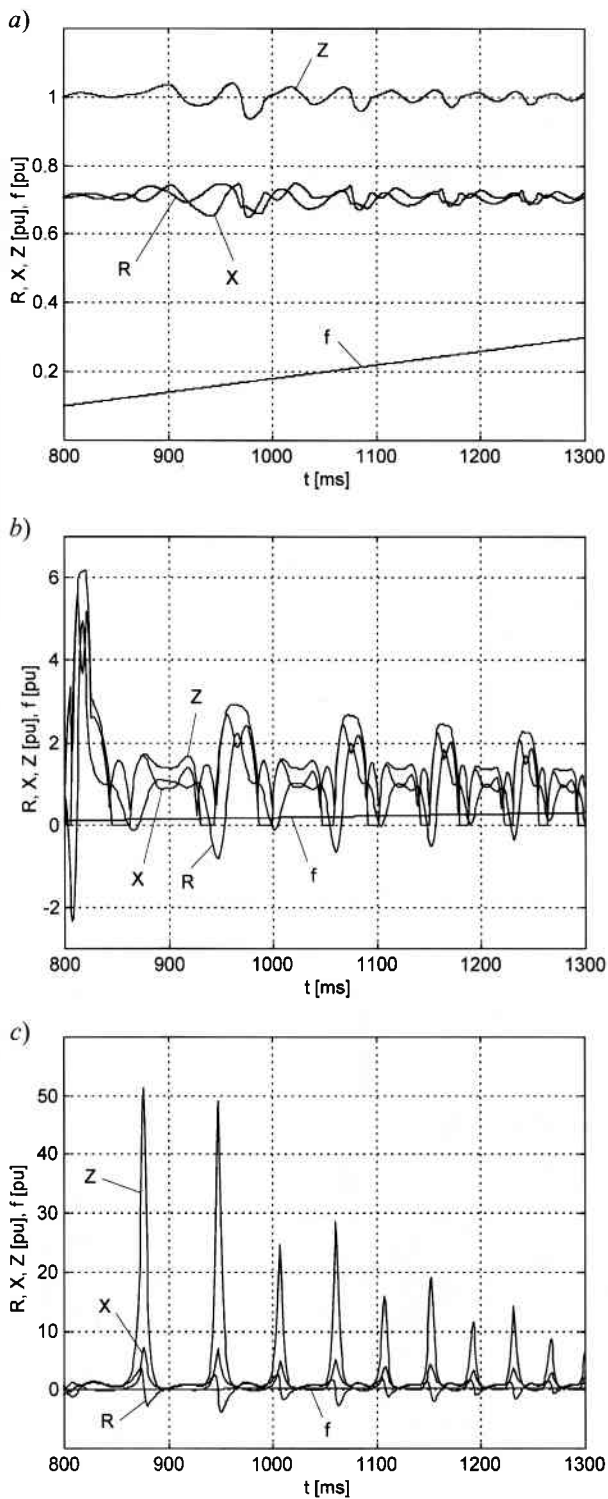 a)
R, X, Z [pu], f [pu]
1
0.8
0.6
0.4
0.2
Z
R
X
f
800
900
1000
1100
1200
1300
t [ms]
b)
R, X, Z [pu], f [pu]
6
4
2
0
-2
Z
X
R
f
800
900
1000
1100
1200
1300
t [ms]
c)
R, X, Z [pu], f [pu]
50
40
30
20
10
0
Z
X
R
f
800
900
1000
1100
1200
1300
t [ms]